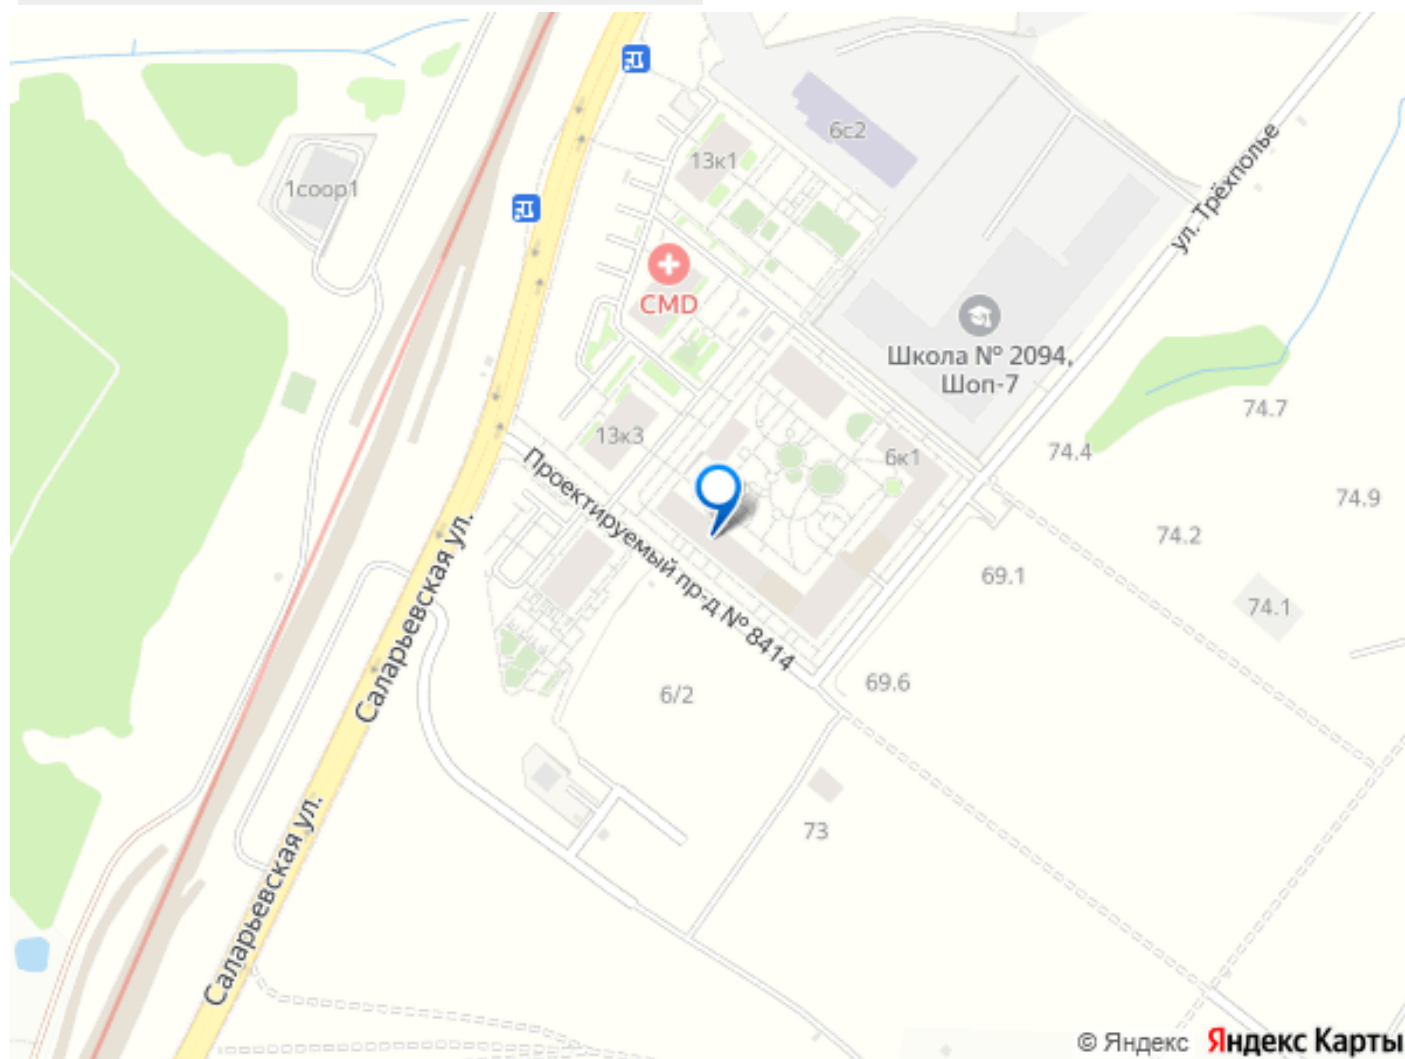 6с2
13к1
1соор1
ул. Трёхполье
CMD
Школа № 2094,
Шоп-7
74.7
13к3
6к1
74.4
74.9
Проектируемый пр-д № 8414
74.2
69.1
74.1
Саларьевская ул.
69.6
6/2
73
Саларьевская ул.
© Яндекс Яндекс Карты